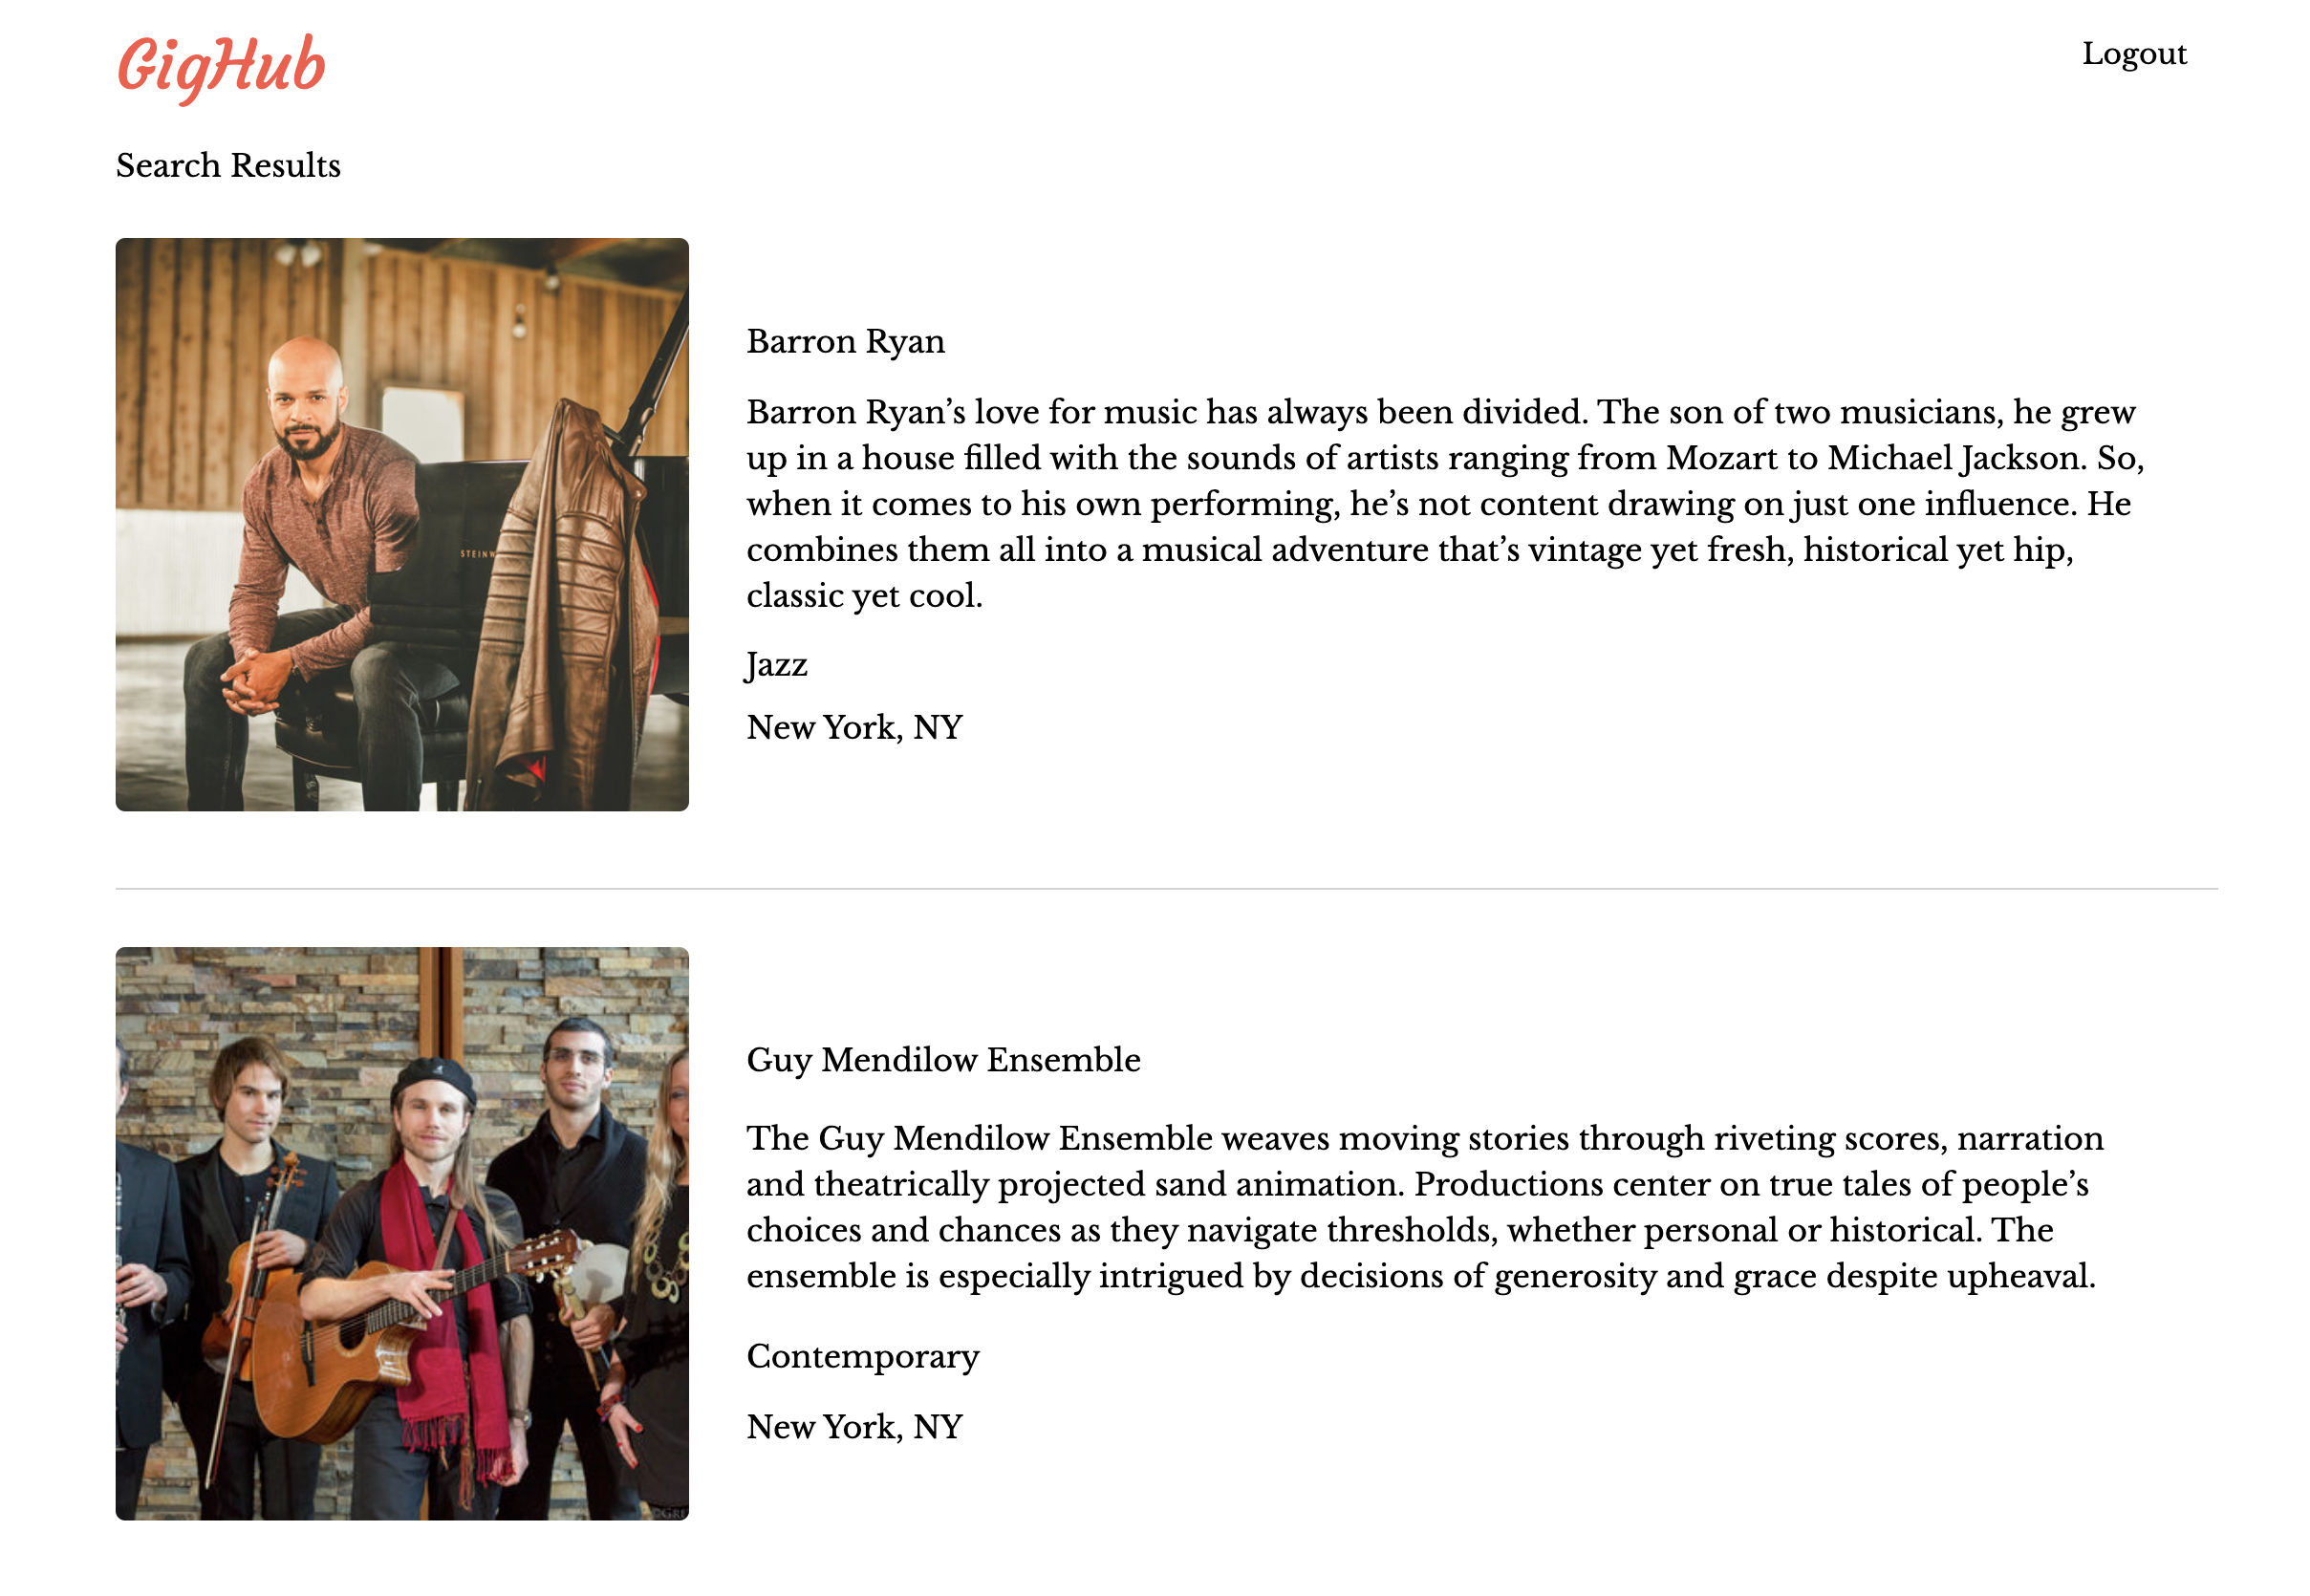 GigHub
Logout
Search Results
STEINW
Barron Ryan
Barron Ryan’s love for music has always been divided. The son of two musicians, he grew
up in a house filled with the sounds of artists ranging from Mozart to Michael Jackson. So,
when it comes to his own performing, he’s not content drawing on just one influence. He
combines them all into a musical adventure that’s vintage yet fresh, historical yet hip,
classic yet cool.
Jazz
New York, NY
Guy Mendilow Ensemble
The Guy Mendilow Ensemble weaves moving stories through riveting scores, narration
and theatrically projected sand animation. Productions center on true tales of people’s
choices and chances as they navigate thresholds, whether personal or historical. The
ensemble is especially intrigued by decisions of generosity and grace despite upheaval.
Contemporary
New York, NY